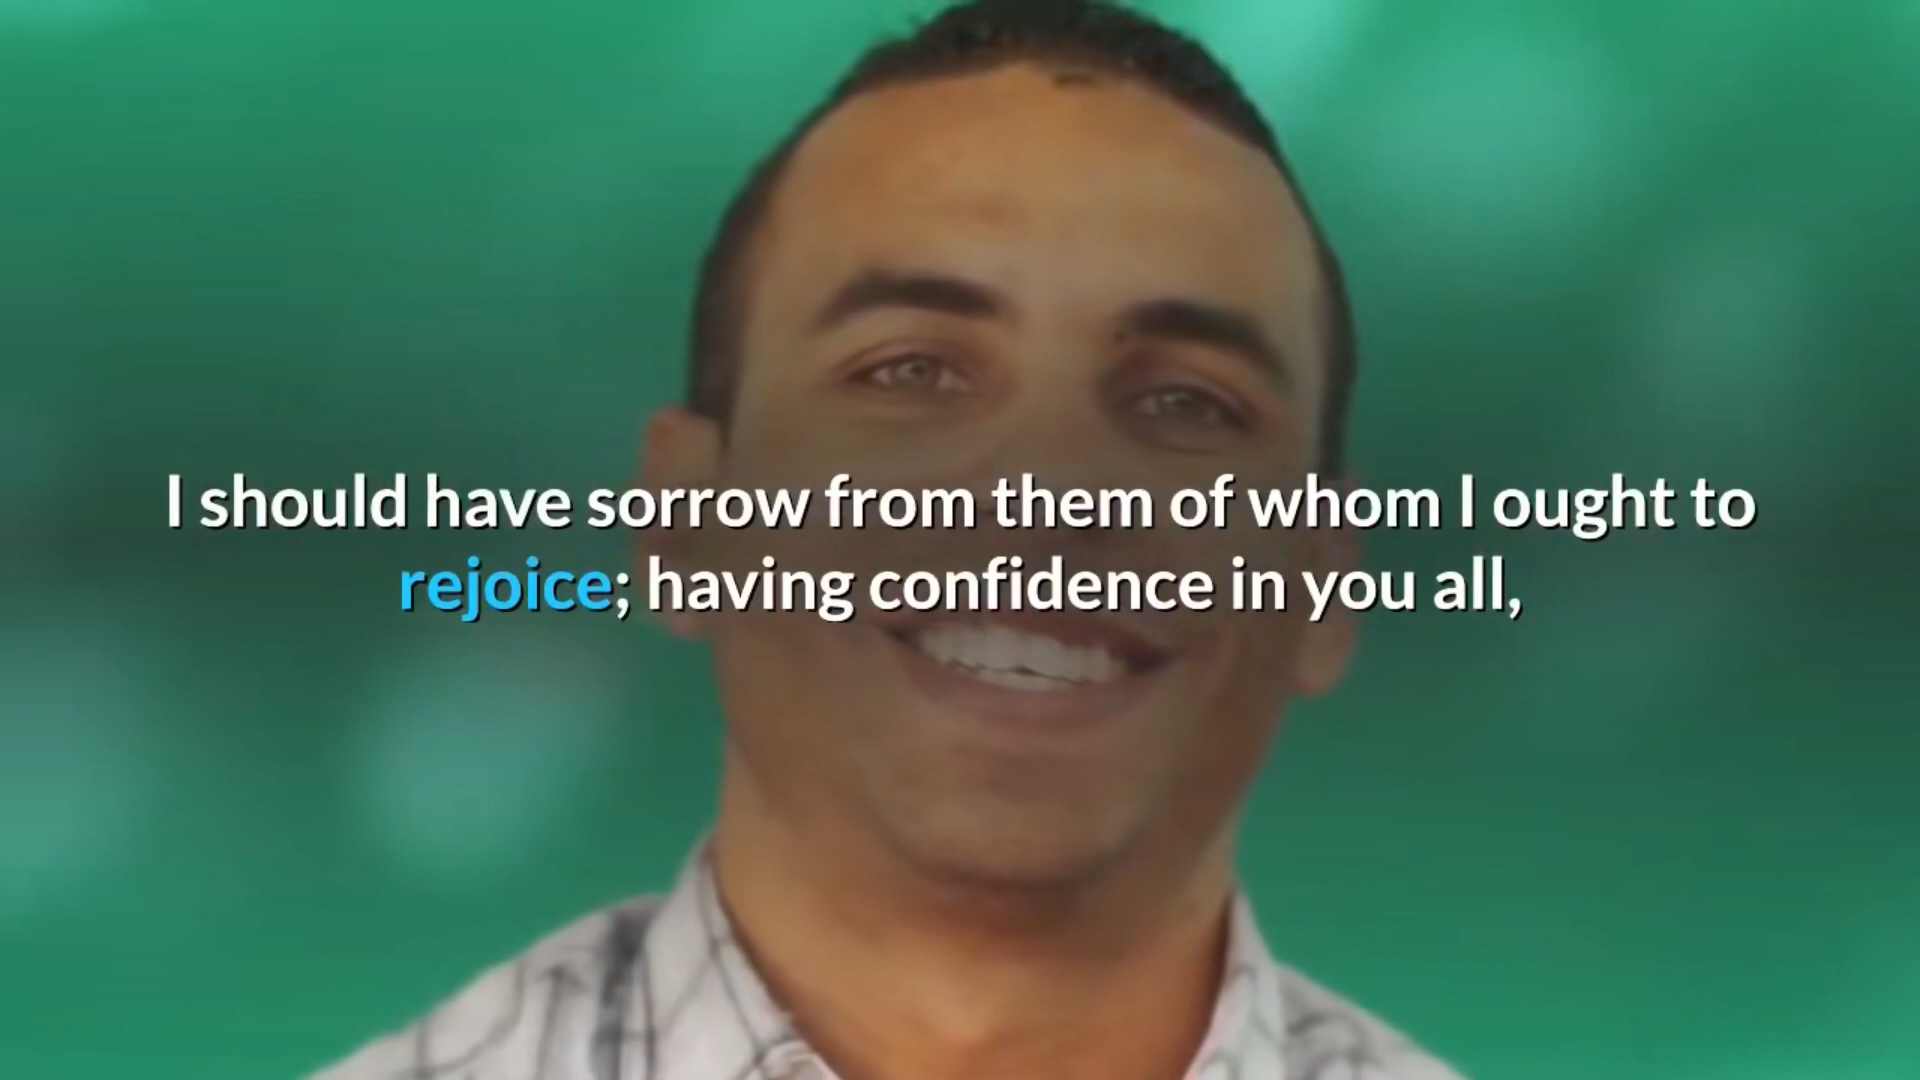 I should have sorrow from them of whom I ought to
rejoice; having confidence in you all,